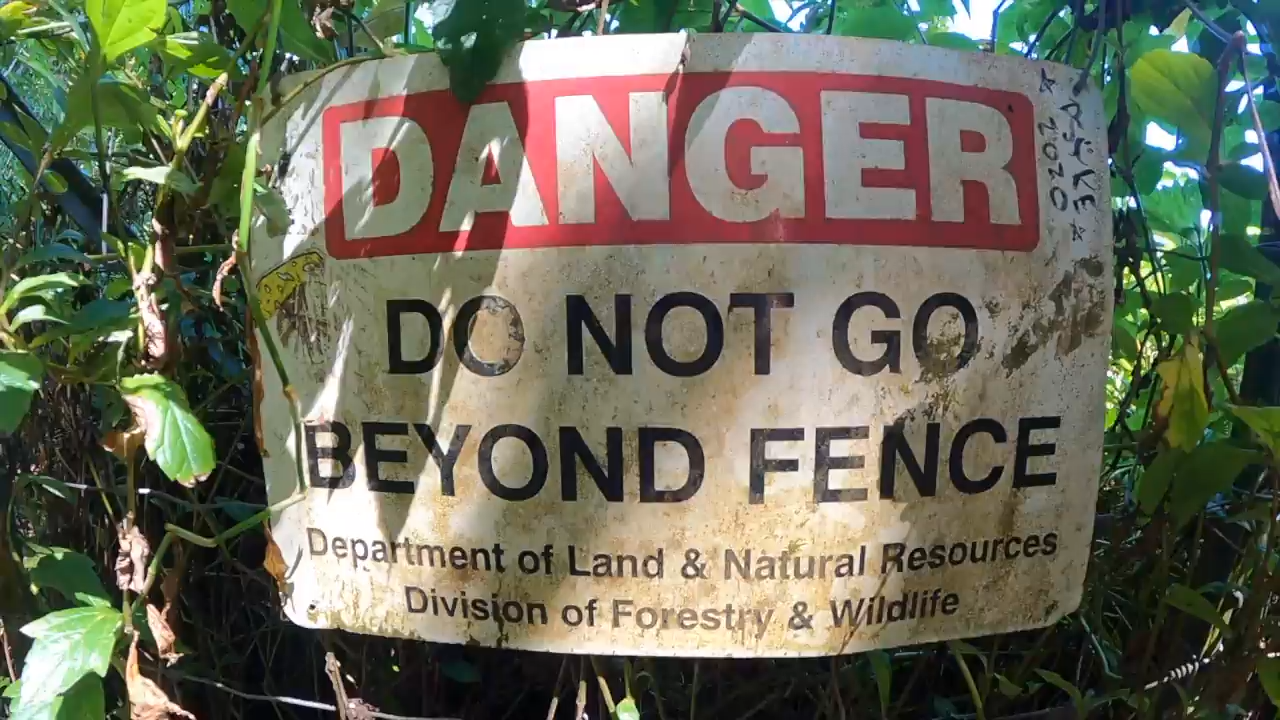 DANGER
DO NOT GO
BEYOND FENCE
Department of Land & Natural Resources
Division of Forestry & Wildlife